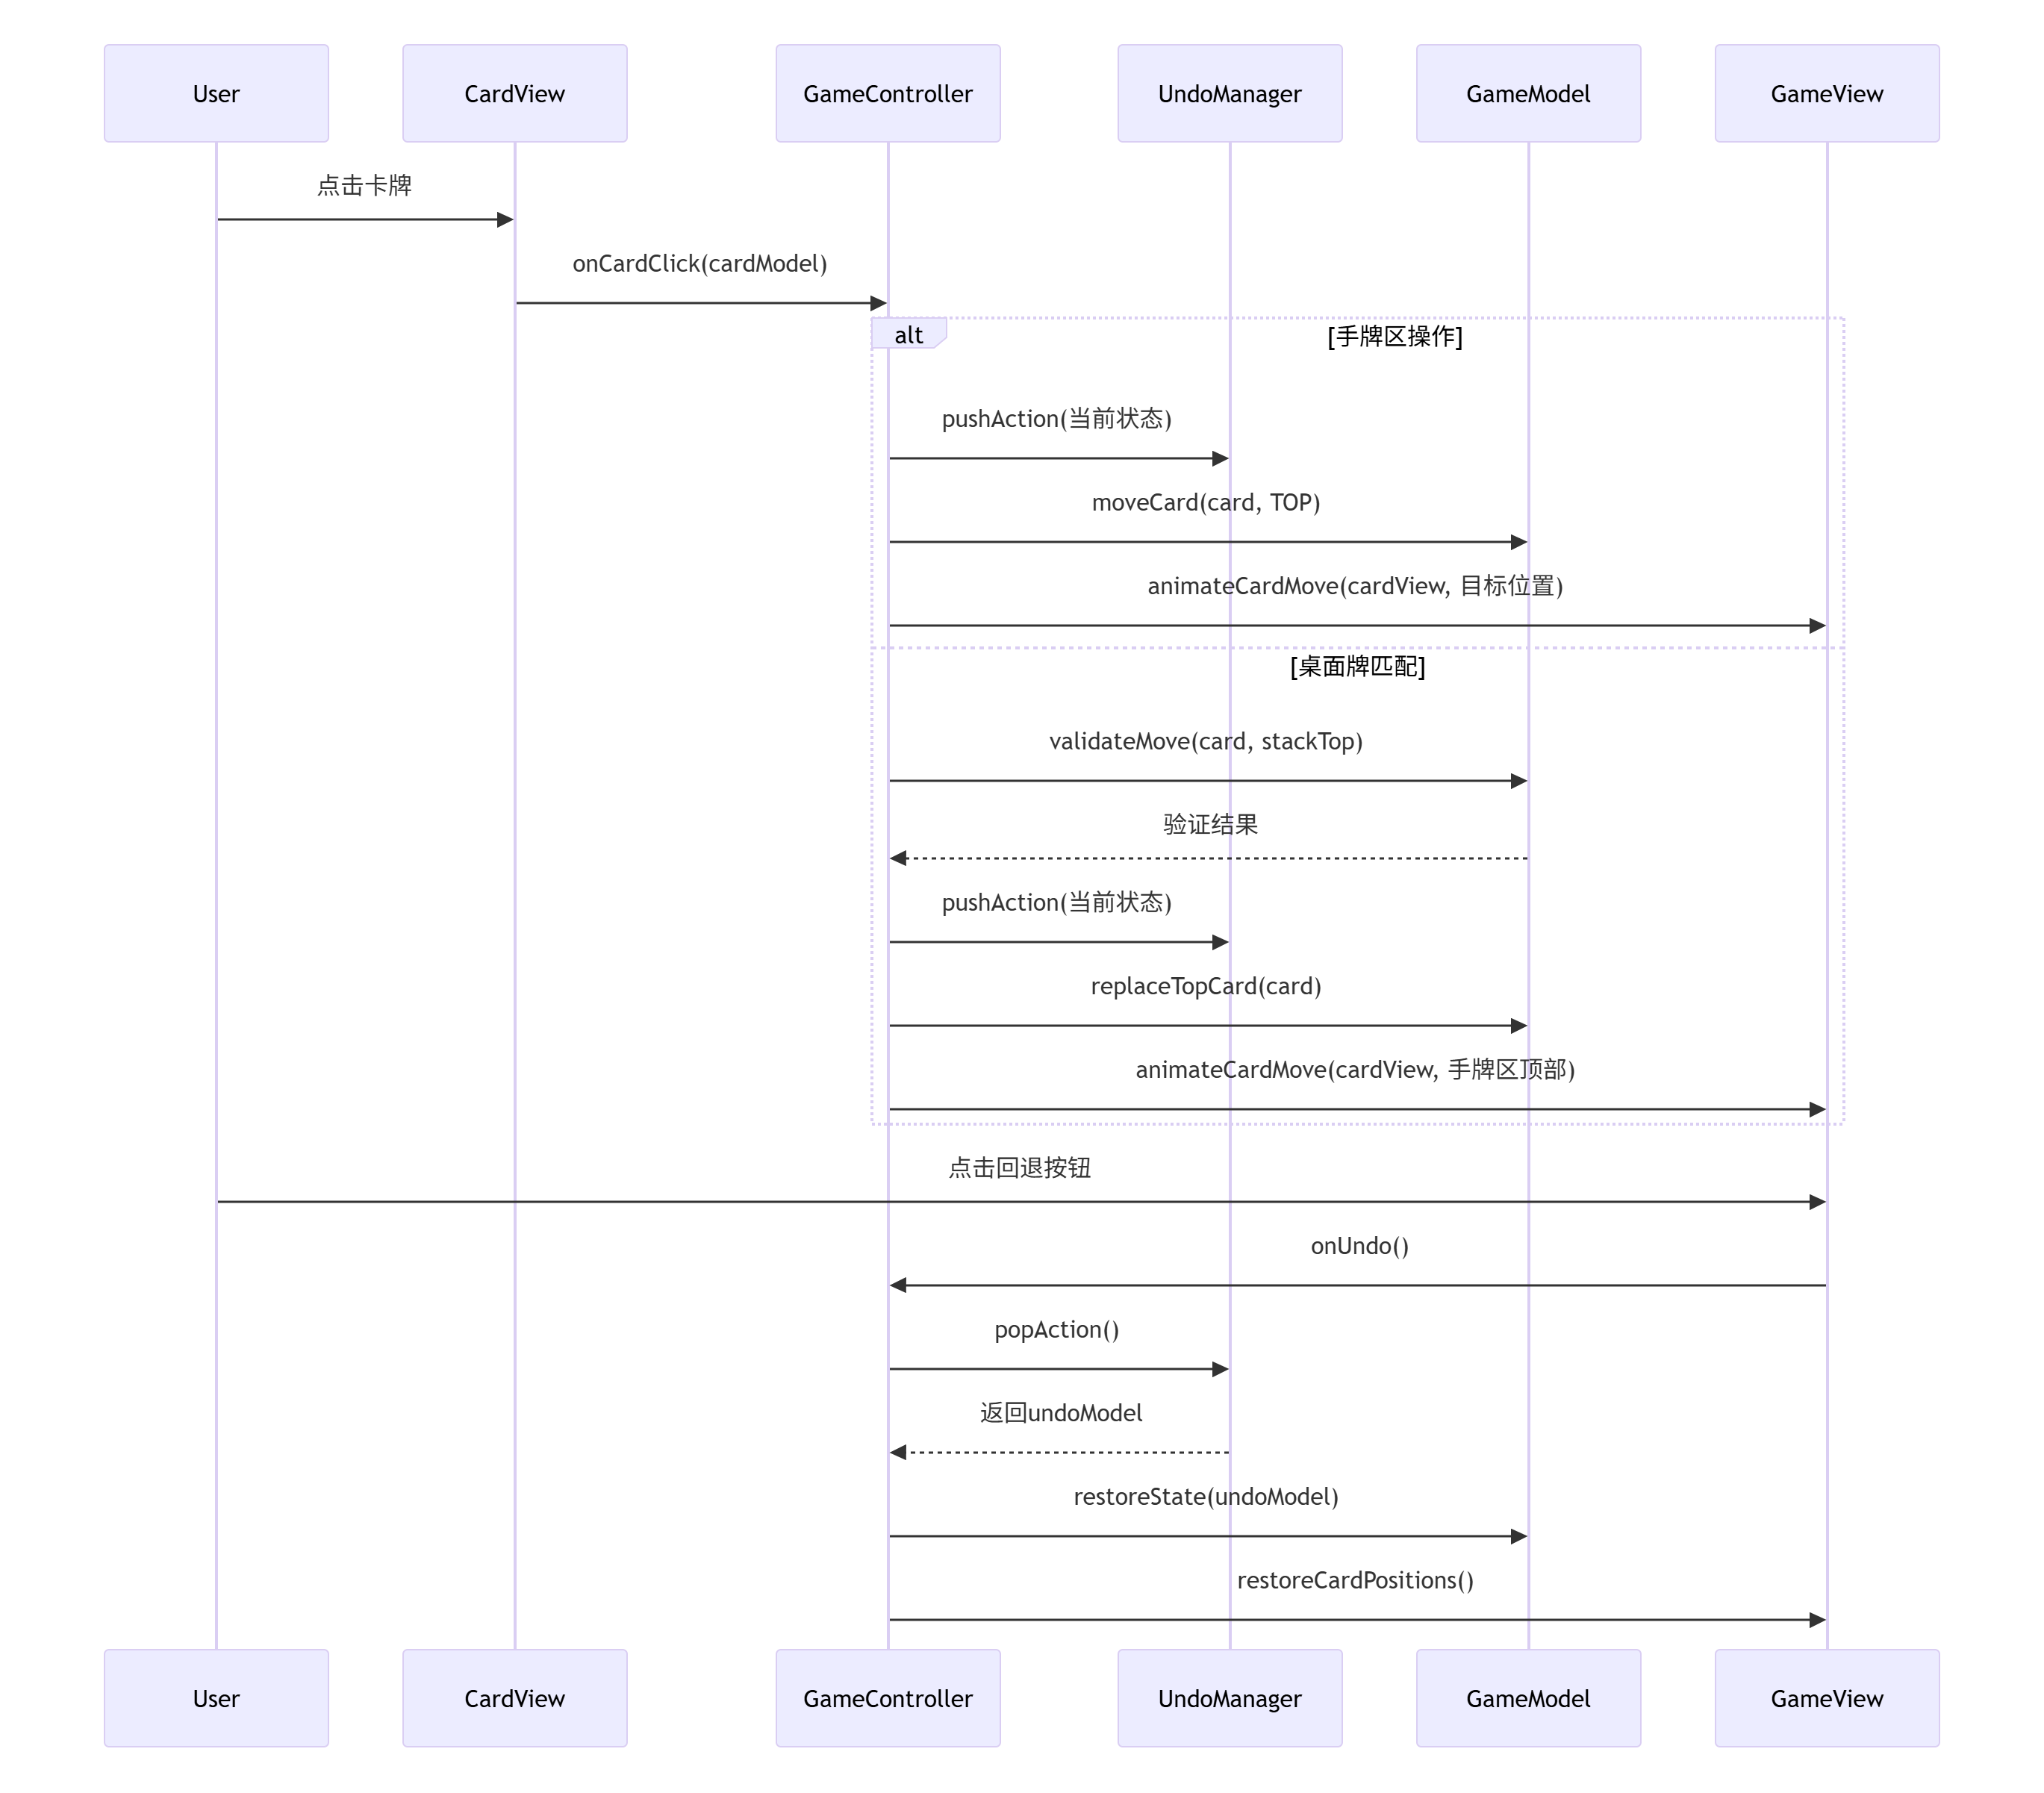 User
CardView
GameController
UndoManager
GameModel
GameView
点击卡牌
onCardClick(cardModel)
alt
[手牌区操作]
pushAction(当前状态)
moveCard(card, TOP)
animateCardMove(cardView, 目标位置)
[桌面牌匹配]
validateMove(card, stackTop)
验证结果
pushAction(当前状态)
replaceTopCard(card)
animateCardMove(cardView, 手牌区顶部)
点击回退按钮
onUndo()
popAction()
返回undoModel
restoreState(undoModel)
restoreCardPositions()
User
CardView
GameController
UndoManager
GameModel
GameView